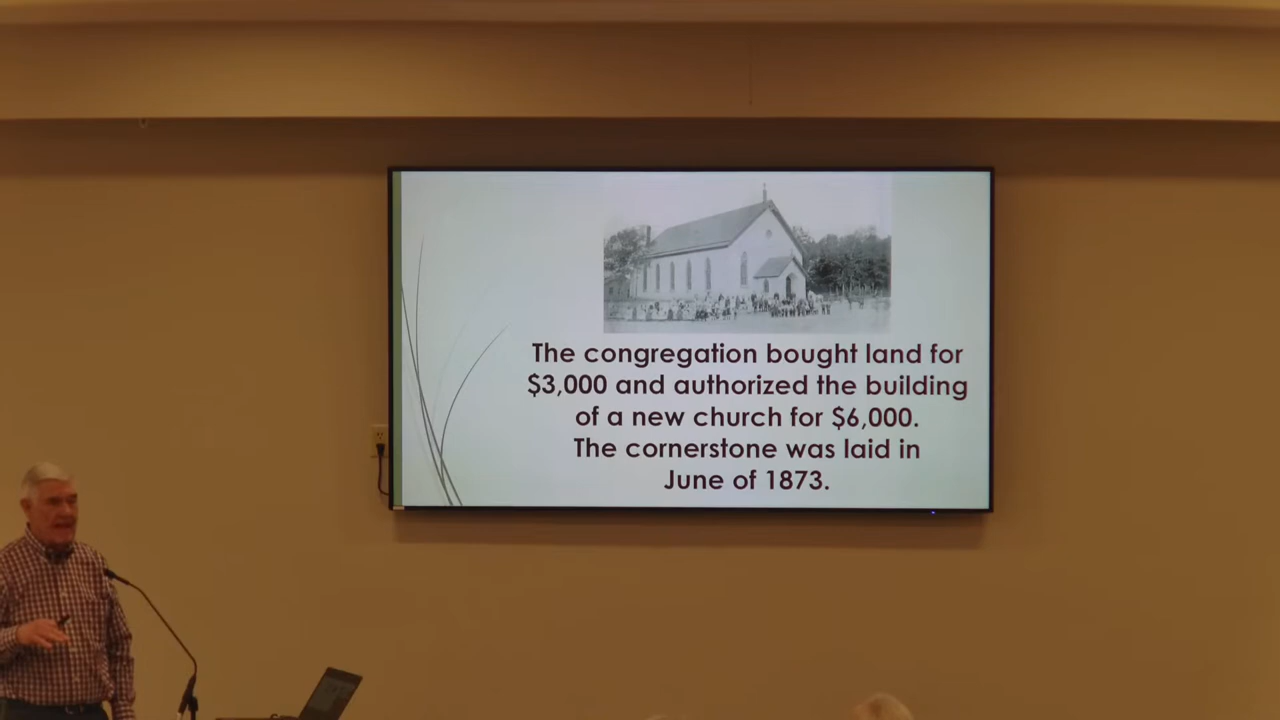 The congregation bought land for
$3,000 and authorized the building
of a new church for $6,000.
The cornerstone was laid in
June of 1873.